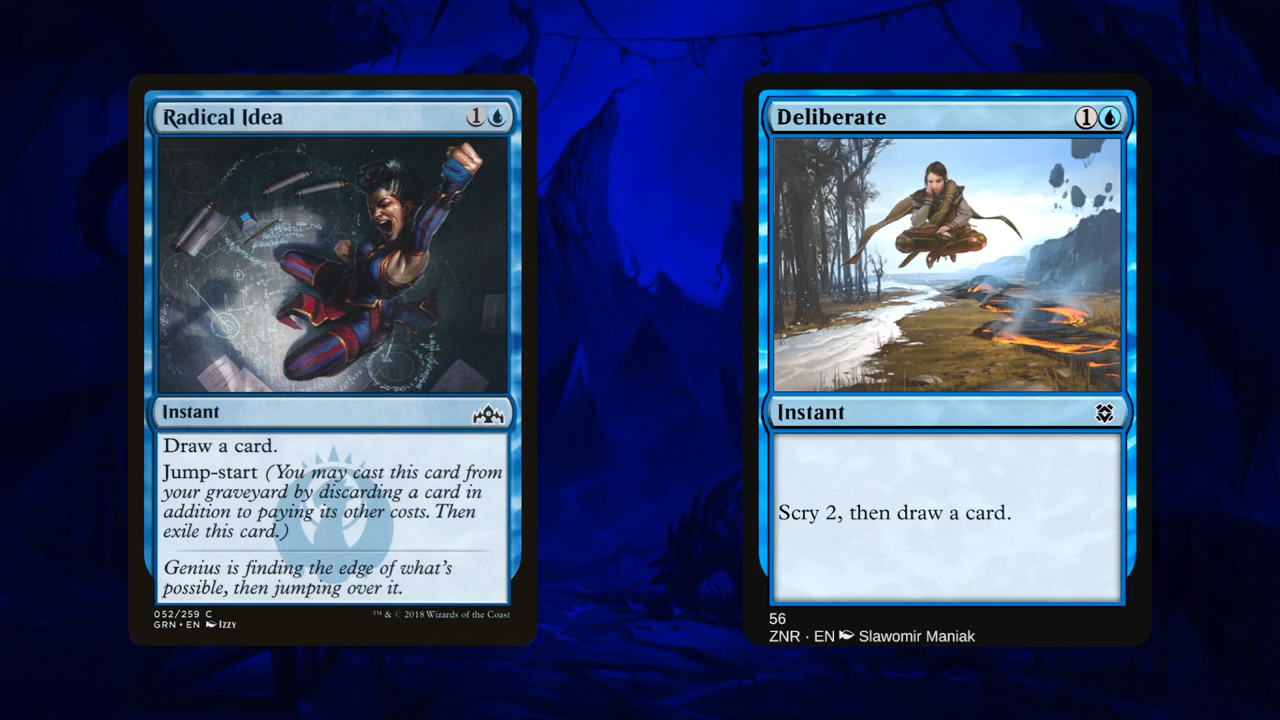 Radical Idea 1
Instant
Draw a card.
Jump-start (You may cast this card from
your graveyard by discarding a card in
addition to paying its other costs. Then
exile this card.)
Genius is finding the edge of what's
possible, then jumping over it.
052/259 C
GRN • EN Izzy
™ & © 2018 Wizards of the Coast
Deliberate 1
Instant
Scry 2, then draw a card.
56
ZNR · EN Slawomir Maniak